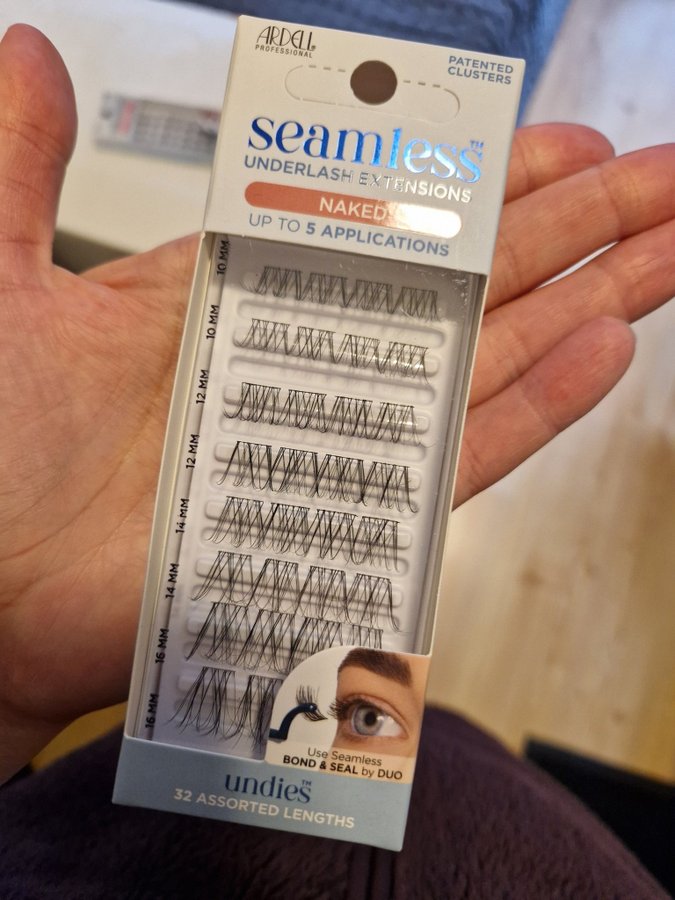 ARDELL®
PROFESSIONAL
PATENTED
CLUSTERS
seamless™
UNDERLASH EXTENSIONS
NAKED
UP TO 5 APPLICATIONS
10 MM
10 MM
12 MM
12 MM
14 MM
14 MM
16 MM
16 MM
Use Seamless
BOND & SEAL by DUO
undies™
32 ASSORTED LENGTHS